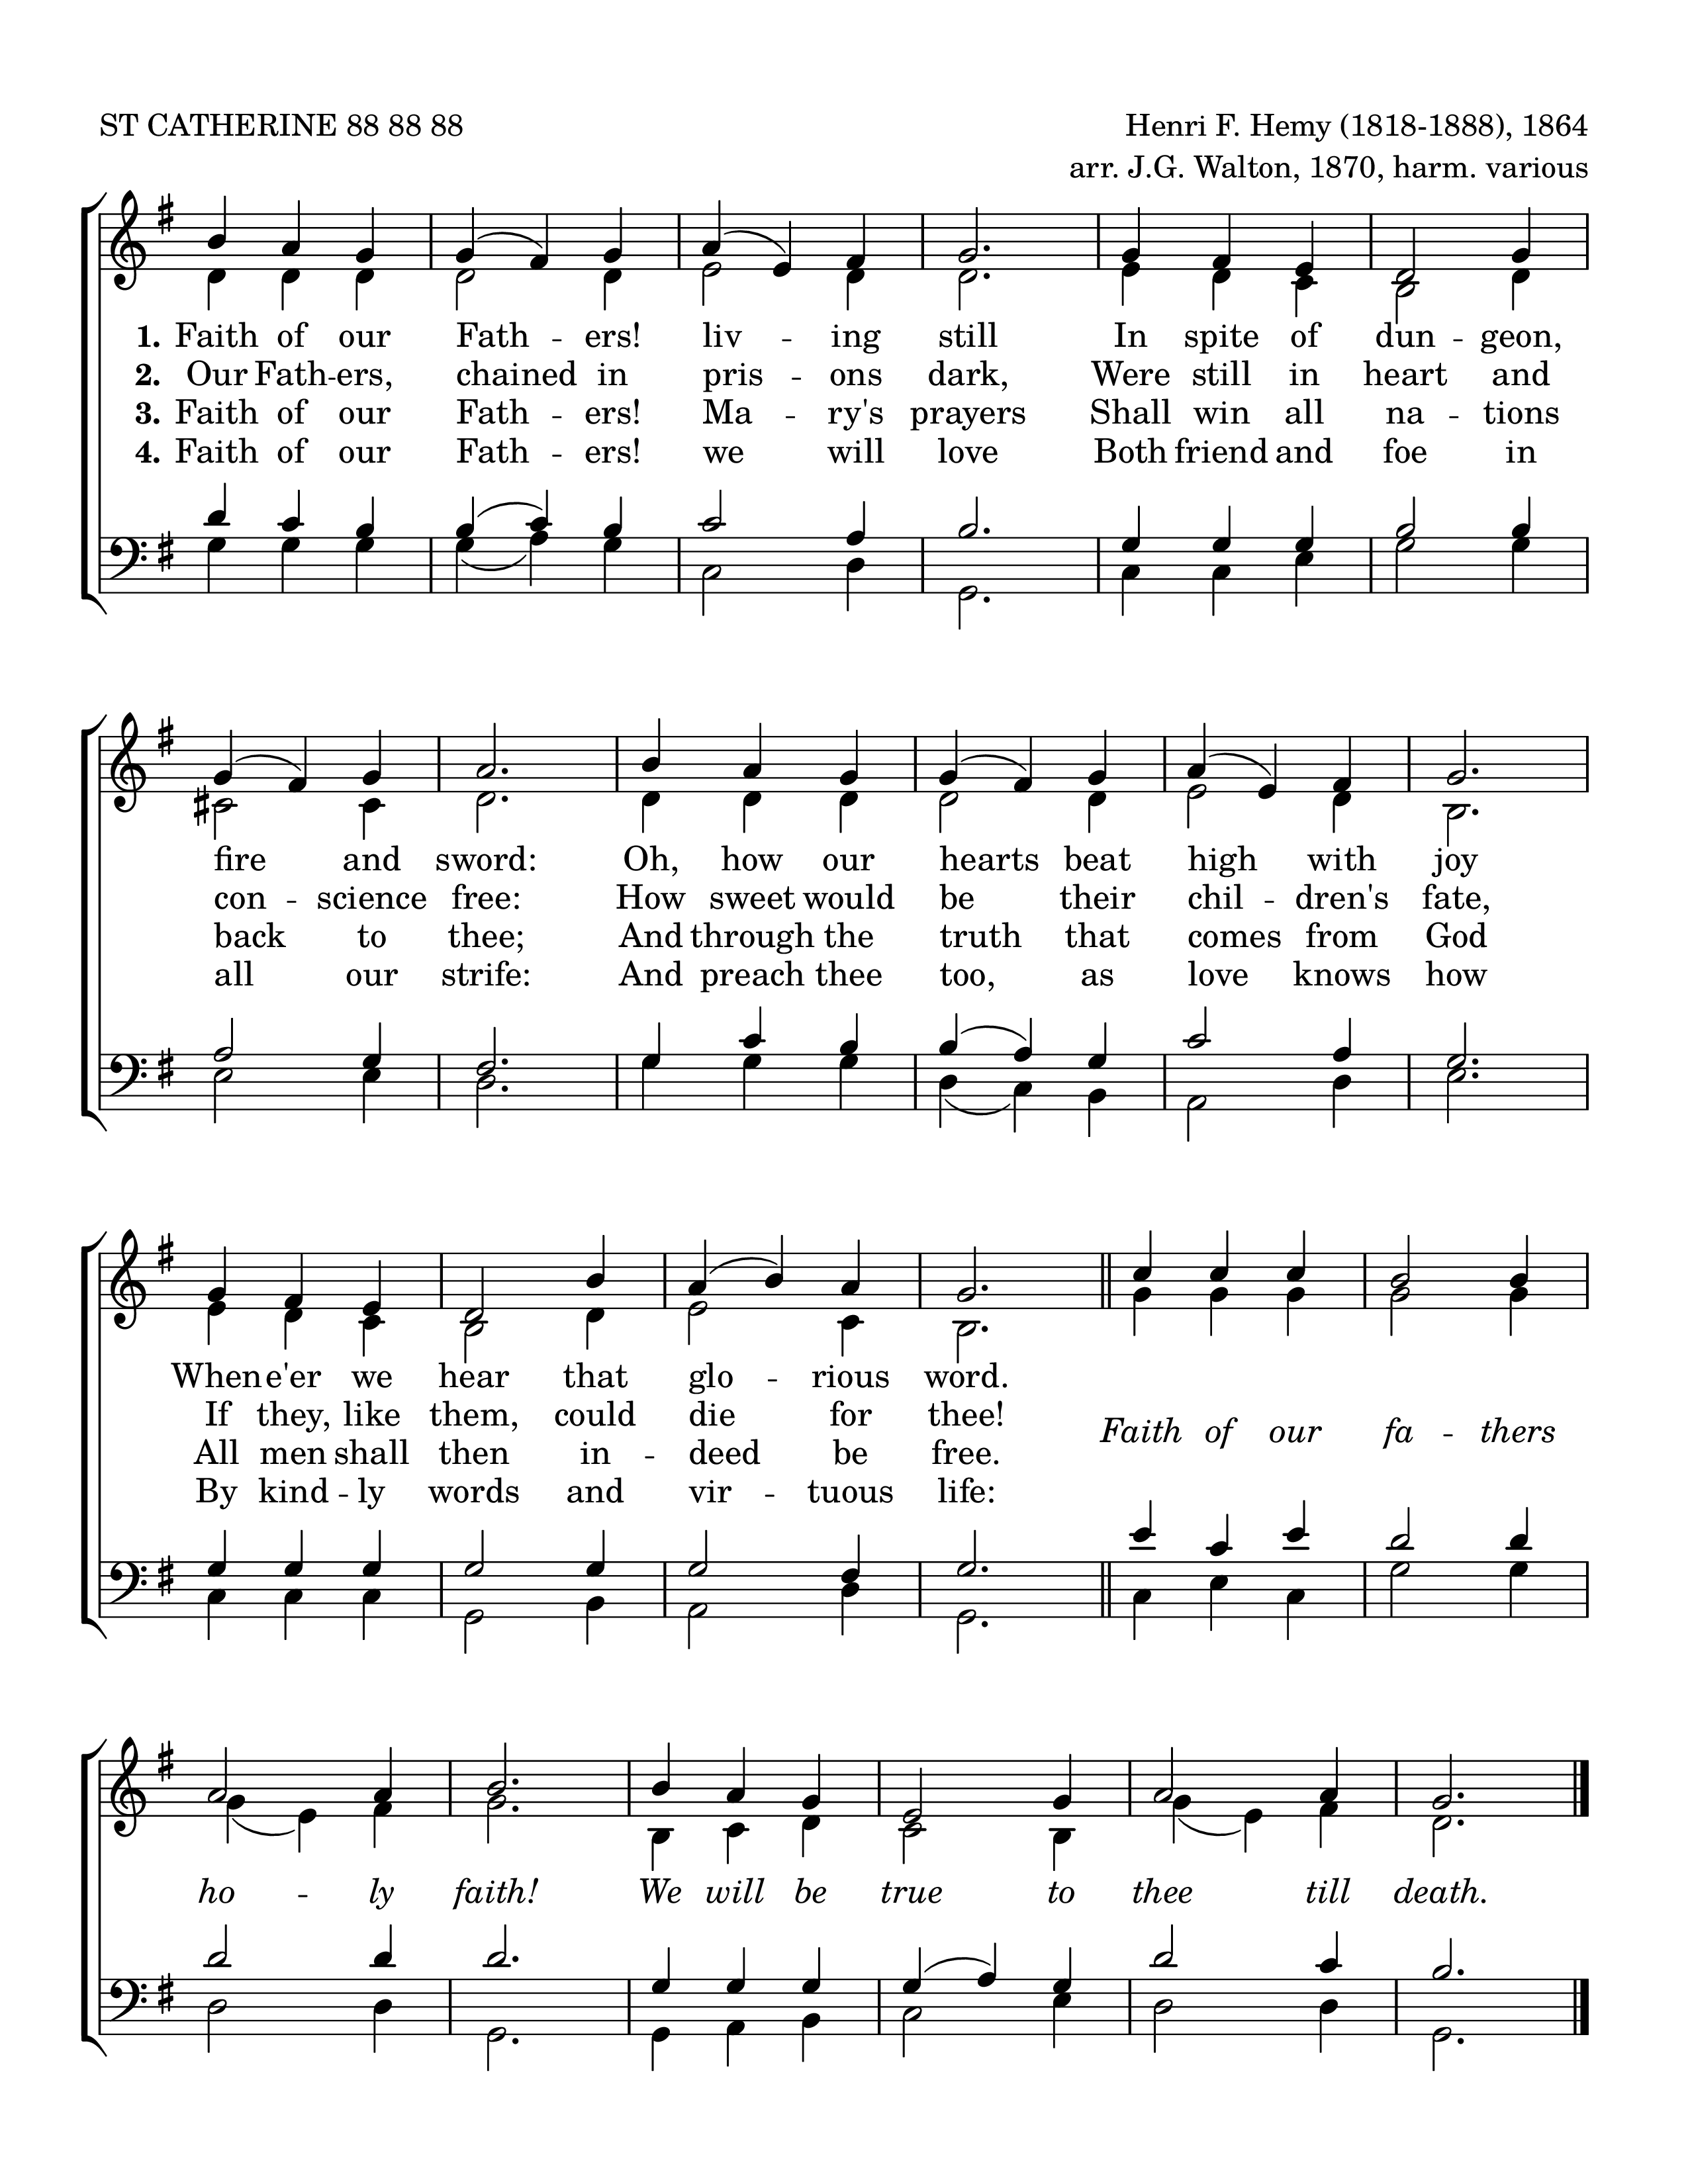 ST CATHERINE 88 88 88
Henri F. Hemy (1818-1888), 1864
arr. J.G. Walton, 1870, harm. various
1. Faith of our Fath - ers! liv - ing still In spite of dun - geon,
2. Our Fath - ers, chained in pris - ons dark, Were still in heart and
3. Faith of our Fath - ers! Ma - ry's prayers Shall win all na - tions
4. Faith of our Fath - ers! we will love Both friend and foe in
fire and sword: Oh, how our hearts beat high with joy
con - science free: How sweet would be their chil - dren's fate,
back to thee; And through the truth that comes from God
all our strife: And preach thee too, as love knows how
When - e'er we hear that glo - rious word.
If they, like them, could die for thee!
Faith of our fa - thers
All men shall then in - deed be free.
By kind - ly words and vir - tuous life:
ho - ly faith! We will be true to thee till death.